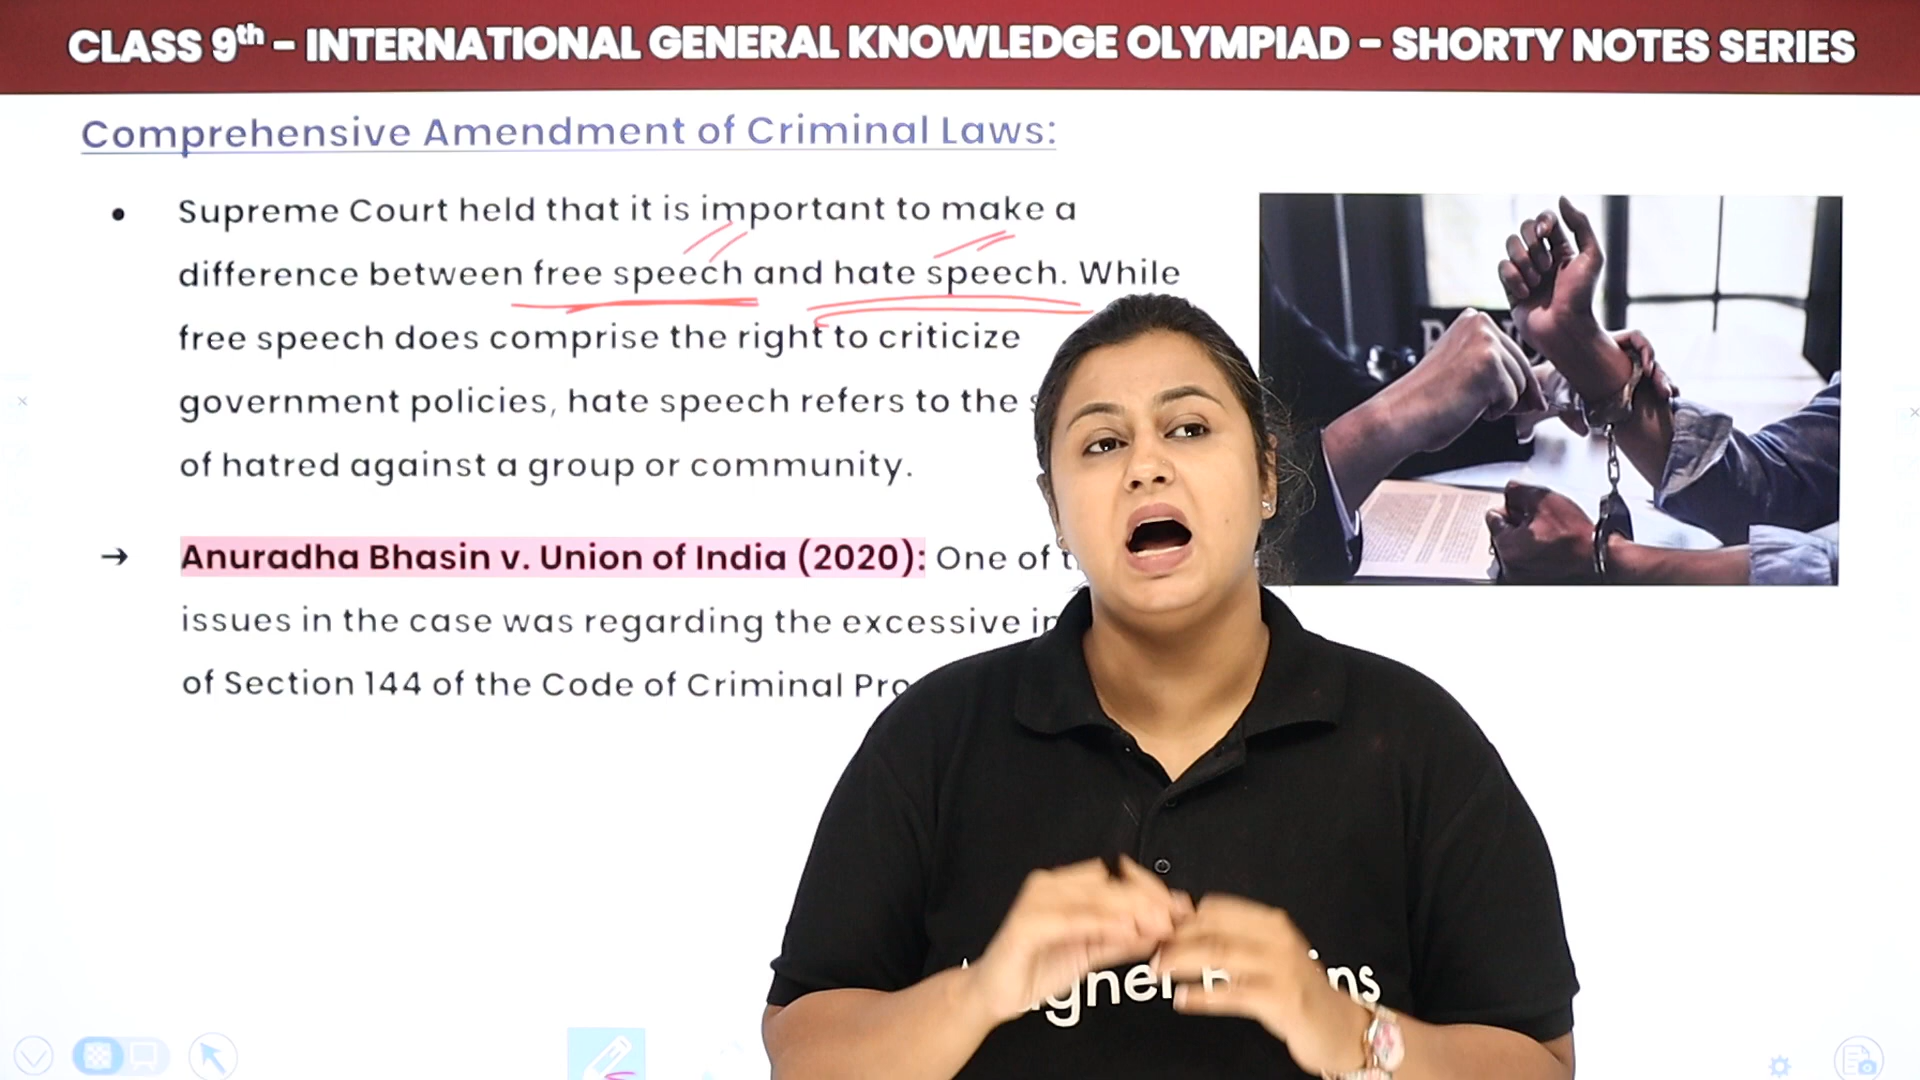 CLASS 9th – INTERNATIONAL GENERAL KNOWLEDGE OLYMPIAD – SHORTY NOTES SERIES
Comprehensive Amendment of Criminal Laws:
• Supreme Court held that it is important to make a
difference between free speech and hate speech. While
free speech does comprise the right to criticize
government policies, hate speech refers to the
of hatred against a group or community.
→ Anuradha Bhasin v. Union of India (2020): One of
issues in the case was regarding the excessive
of Section 144 of the Code of Criminal